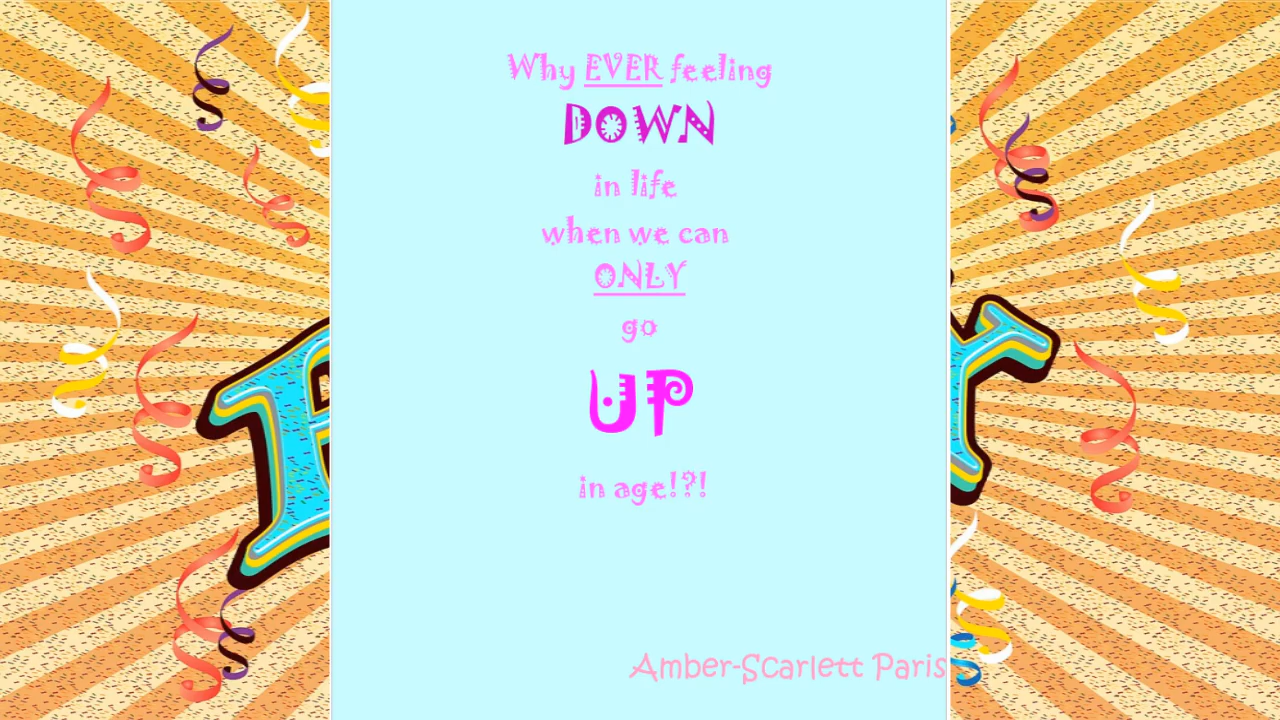 Why EVER feeling
DOWN
in life
when we can
ONLY
go
UP
in age!?!
Amber-Scarlett Paris